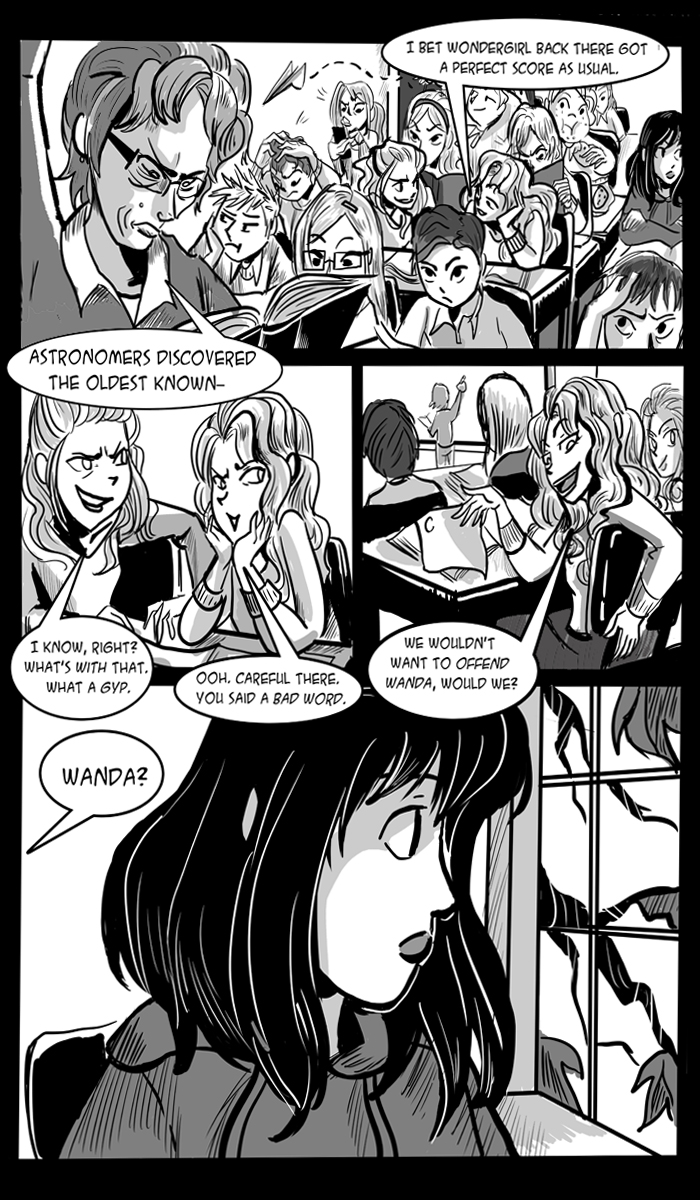 I BET WONDERGIRL BACK THERE GOT
A PERFECT SCORE AS USUAL.
ASTRONOMERS DISCOVERED
THE OLDEST KNOWN-
I KNOW, RIGHT?
WHAT'S WITH THAT.
WHAT A GYP.
OOH. CAREFUL THERE.
YOU SAID A BAD WORD.
C
WE WOULDN'T
WANT TO OFFEND
WANDA, WOULD WE?
WANDA?